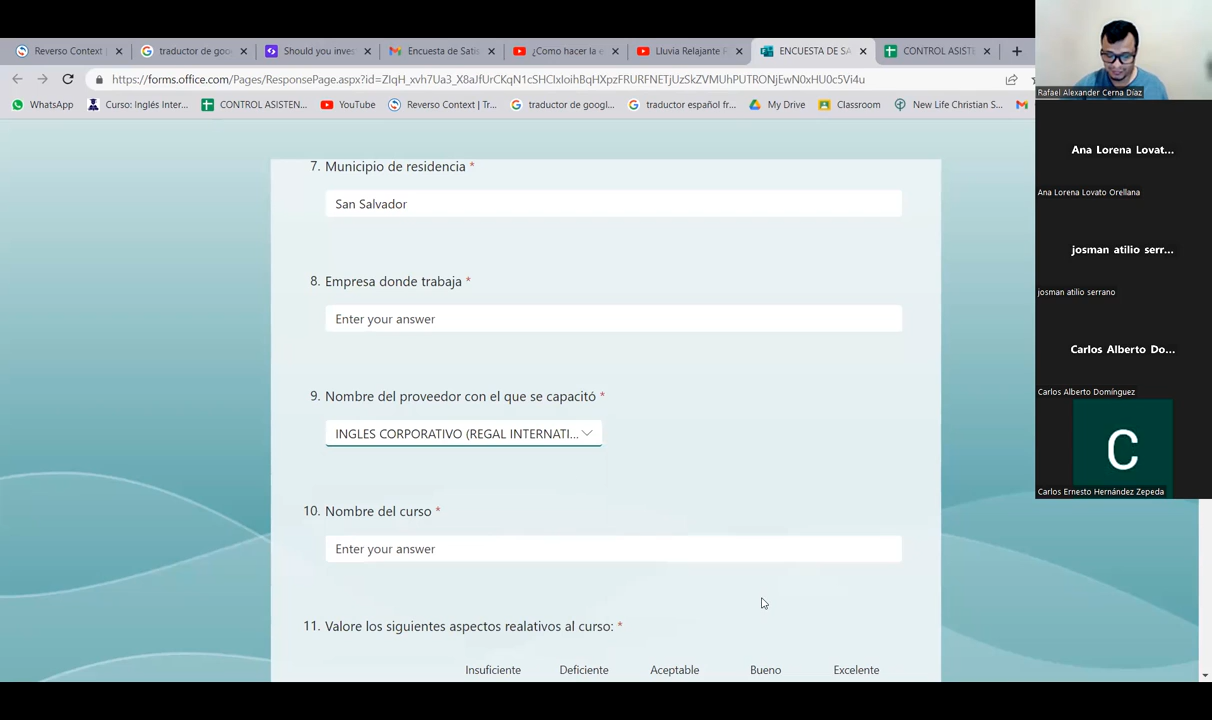 Reverso Context |
traductor de goo
Should you inves
Encuesta de Satis
¿Como hacer la e
Lluvia Relajante P
ENCUESTA DE SA
CONTROL ASISTE
https://forms.office.com/Pages/ResponsePage.aspx?id=
WhatsApp
Curso: Inglés Inter...
CONTROL ASISTEN...
YouTube
Reverso Context | Tr...
traductor de googl...
traductor español fr...
My Drive
Classroom
New Life Christian S...
7. Municipio de residencia *
San Salvador
8. Empresa donde trabaja *
Enter your answer
9. Nombre del proveedor con el que se capacitó *
INGLES CORPORATIVO (REGAL INTERNATI...
10. Nombre del curso *
Enter your answer
11. Valore los siguientes aspectos realativos al curso: *
Insuficiente Deficiente Aceptable Bueno Excelente
Rafael Alexander Cerna Díaz
Ana Lorena Lovat...
Ana Lorena Lovato Orellana
josman atilio serr...
josman atilio serrano
Carlos Alberto Do...
Carlos Alberto Domínguez
C
Carlos Ernesto Hernández Zepeda